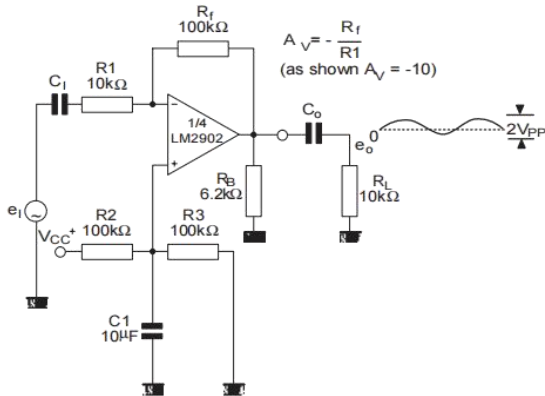 Rf
100kΩ
AV = - Rf
R1
(as shown AV = -10)
CI
R1
10kΩ
1/4
LM2902
-
+
Co
eo
0
2VPP
RB
6.2kΩ
RL
10kΩ
eI
~
VCC+
R2
100kΩ
R3
100kΩ
C1
10μF